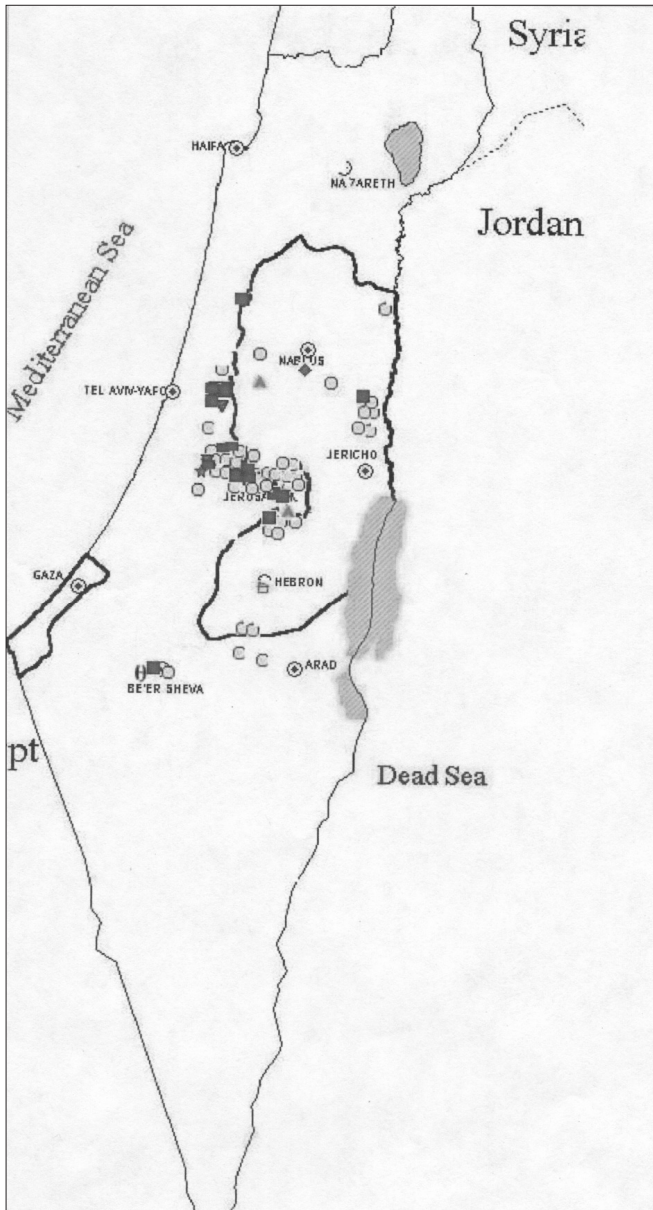 Syria
HAIFA
NAZARETH
Jordan
Mediterranean Sea
NABLUS
TEL AVIV-YAFO
JERICHO
GAZA
HEBRON
ARAD
BE'ER SHEVA
pt
Dead Sea